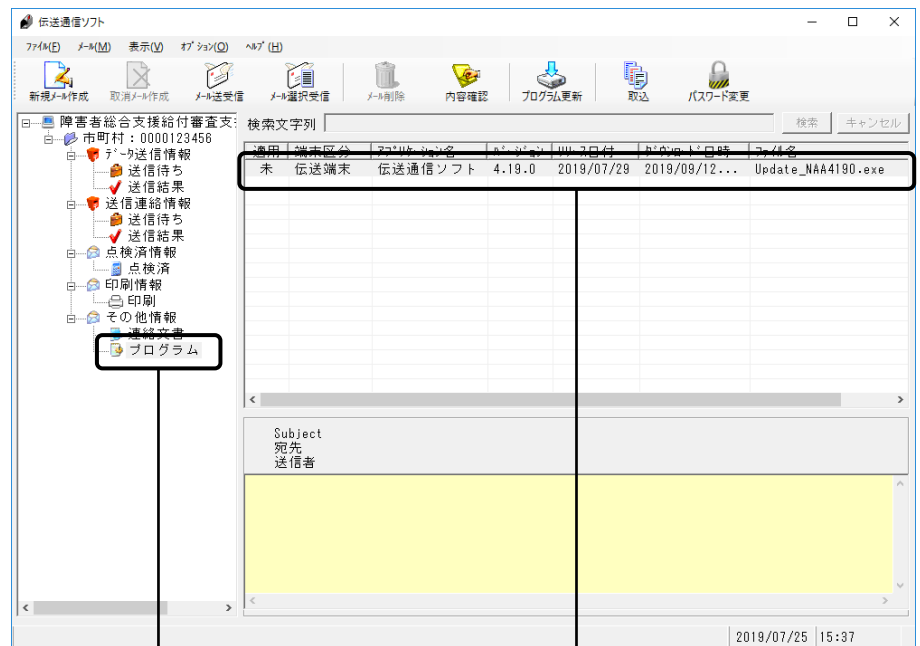 伝送通信ソフト
ﾌｧｲﾙ(F) ﾒｰﾙ(M) 表示(V) ｵﾌﾟｼｮﾝ(O) ﾍﾙﾌﾟ(H)
新規ﾒｰﾙ作成 取消ﾒｰﾙ作成 ﾒｰﾙ送受信 ﾒｰﾙ選択受信 ﾒｰﾙ削除 内容確認 ﾌﾟﾛｸﾞﾗﾑ更新 取込 ﾊﾟｽﾜｰﾄﾞ変更
障害者総合支援給付審査支
市町村：0000123456
ﾃﾞｰﾀ送信情報
送信待ち
送信結果
送信連絡情報
送信待ち
送信結果
点検済情報
点検済
印刷情報
印刷
その他情報
連絡文書
プログラム
検索文字列 検索 キャンセル
適用 端末区分 ｱﾌﾟﾘｹｰｼｮﾝ名 ﾊﾞｰｼﾞｮﾝ ﾘﾘｰｽ日付 ﾀﾞｳﾝﾛｰﾄﾞ日時 ﾌｧｲﾙ名
未 伝送端末 伝送通信ソフト 4.19.0 2019/07/29 2019/09/12... Update_NAA4190.exe
Subject
宛先
送信者
2019/07/25 15:37